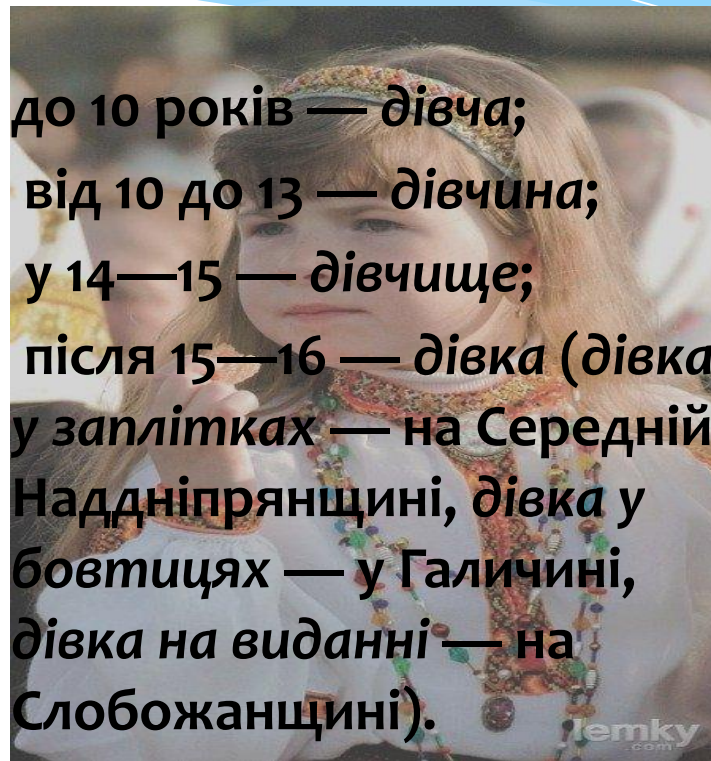 до 10 років — дівча;
від 10 до 13 — дівчина;
у 14—15 — дівчище;
після 15—16 — дівка (дівка
у заплітках — на Середній
Наддніпрянщині, дівка у
бовтицях — у Галичині,
дівка на виданні — на
Слобожанщині).
lemky
.com